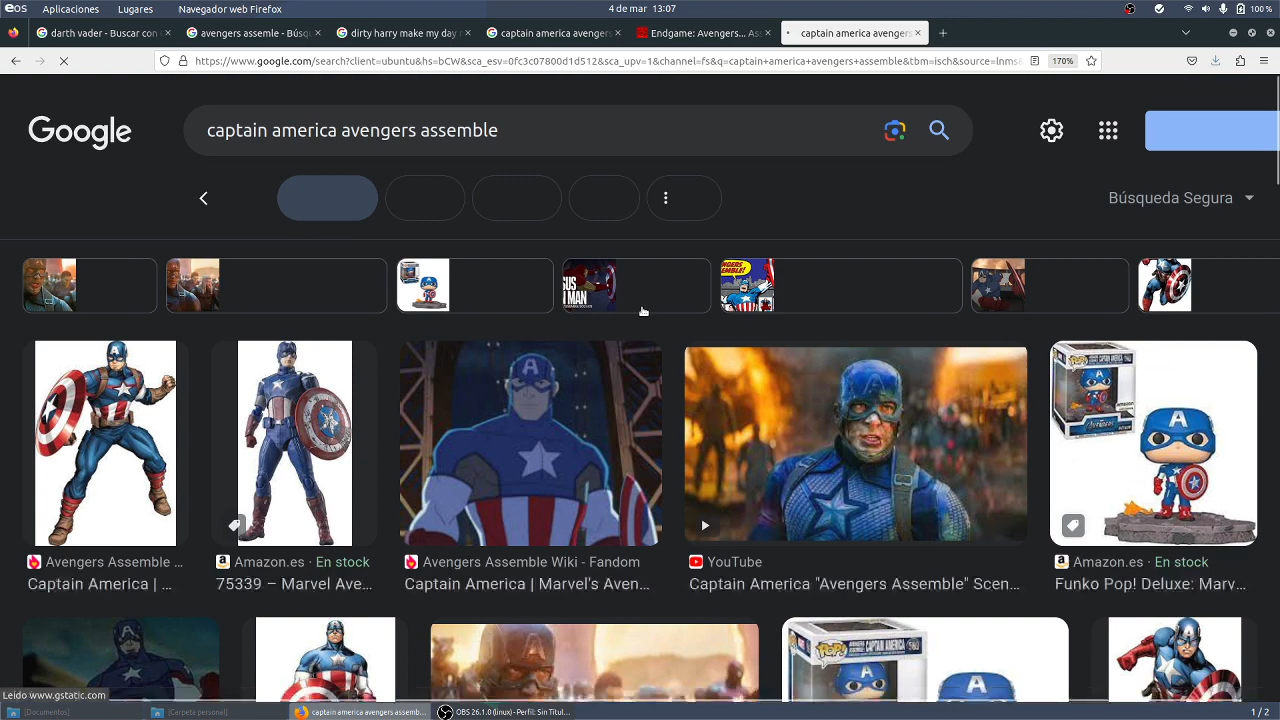 eos Aplicaciones Lugares Navegador web Firefox 4 de mar 13:07 100 %
darth vader - Buscar con
avengers assemle - Búsqu
dirty harry make my day
captain america avengers
Endgame: Avengers... Ass
captain america avengers
https://www.google.com/search?client=ubuntu&hs=bCW&sca_esv=0fc3c07800d1d512&sca_upv=1&channel=fs&q=captain+america+avengers+assemble&tbm=isch&source=lnms 170%
Google
captain america avengers assemble
Búsqueda Segura
Avengers Assemble ...
Captain America | ...
Amazon.es · En stock
75339 – Marvel Ave...
Avengers Assemble Wiki - Fandom
Captain America | Marvel's Aven...
YouTube
Captain America "Avengers Assemble" Scen...
Amazon.es · En stock
Funko Pop! Deluxe: Marv...
Leído www.gstatic.com
[Documentos] [Carpeta personal] captain america avengers assemb... OBS 26.1.0 (linux) - Perfil: Sin Títul... 1 / 2